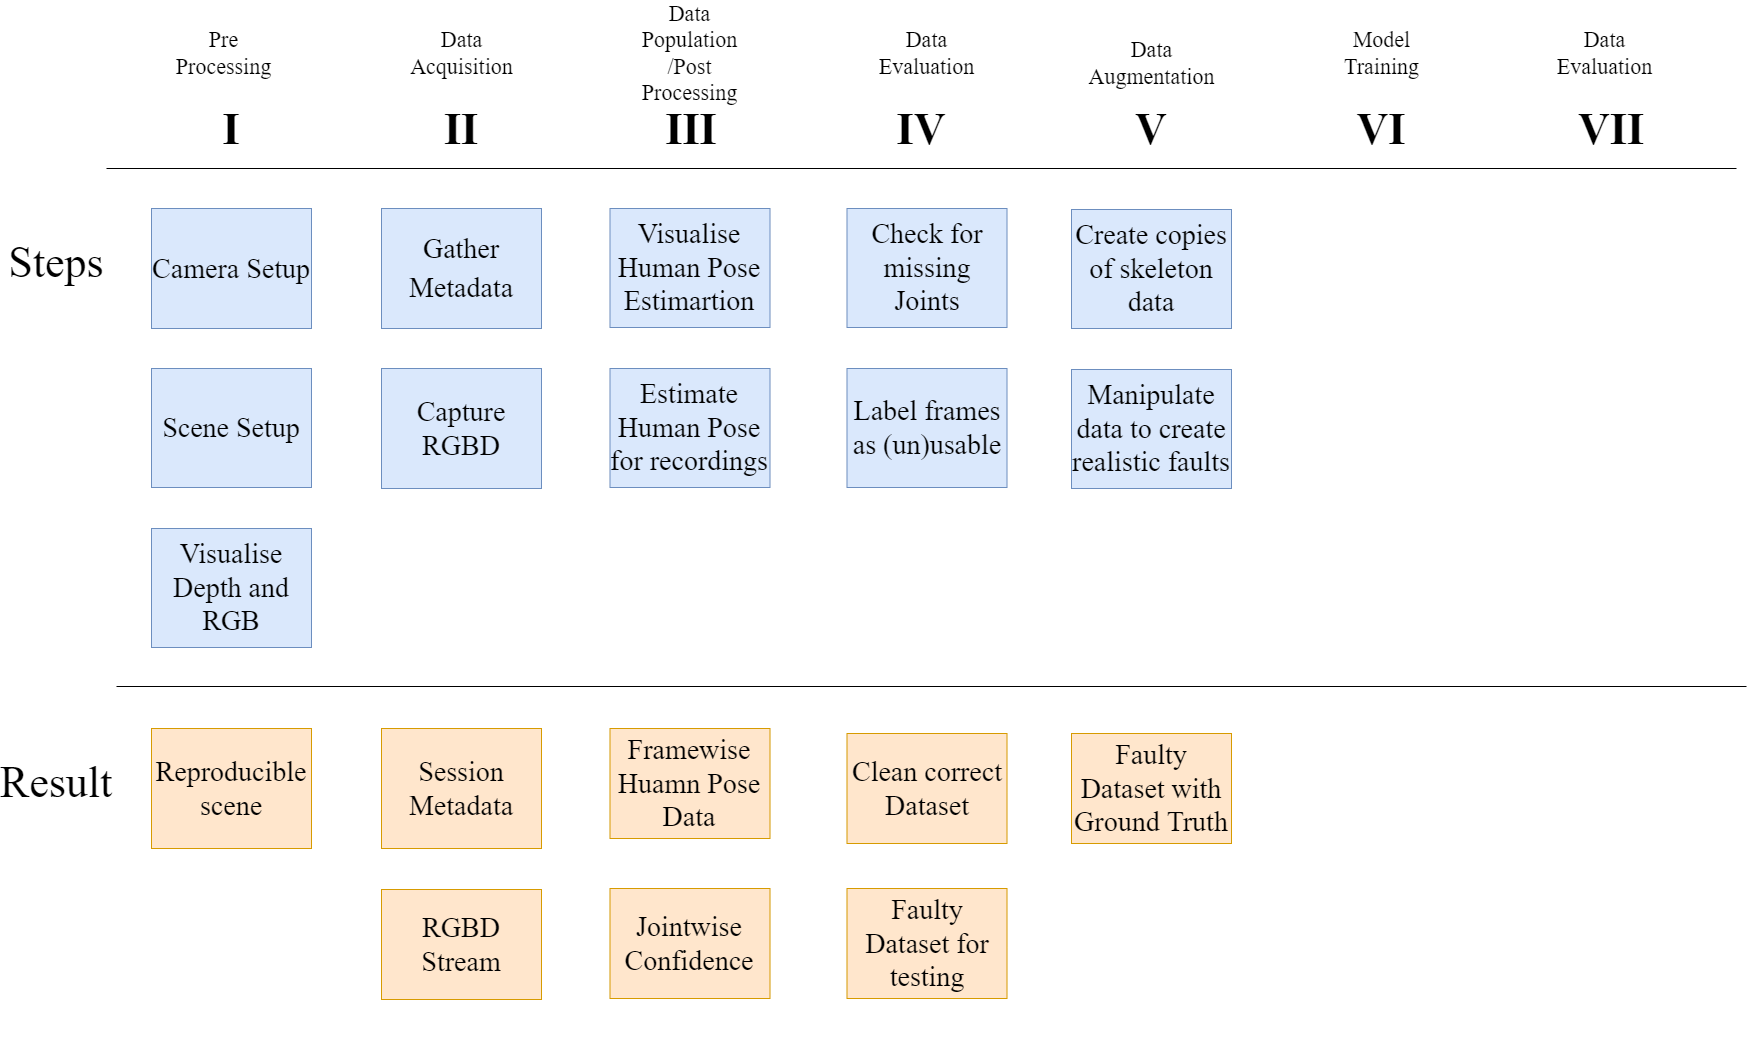 Pre
Processing
I
Data
Acquisition
II
Data
Population
/Post
Processing
III
Data
Evaluation
IV
Data
Augmentation
V
Model
Training
VI
Data
Evaluation
VII
Steps
Camera Setup
Gather
Metadata
Visualise
Human Pose
Estimartion
Check for
missing
Joints
Create copies
of skeleton
data
Scene Setup
Capture
RGBD
Estimate
Human Pose
for recordings
Label frames
as (un)usable
Manipulate
data to create
realistic faults
Visualise
Depth and
RGB
Result
Reproducible
scene
Session
Metadata
Framewise
Huamn Pose
Data
Clean correct
Dataset
Faulty
Dataset with
Ground Truth
RGBD
Stream
Jointwise
Confidence
Faulty
Dataset for
testing